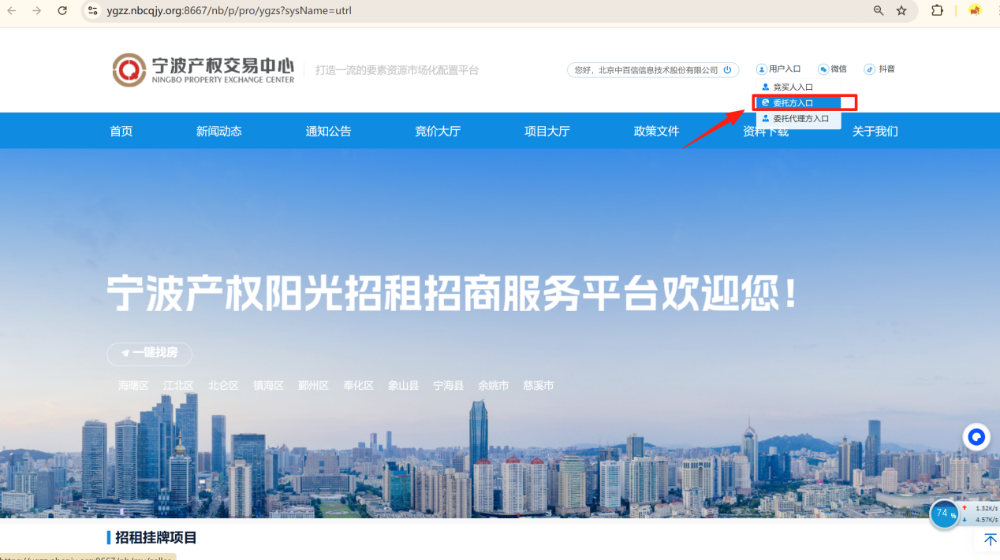 ygzz.nbcqjy.org:8667/nb/p/pro/ygzs?sysName=utrl
宁波产权交易中心
NINGBO PROPERTY EXCHANGE CENTER
打造一流的要素资源市场化配置平台
您好，北京中百信信息技术股份有限公司
用户入口
微信
抖音
竞买人入口
委托方入口
委托代理方入口
首页
新闻动态
通知公告
竞价大厅
项目大厅
政策文件
资料下载
关于我们
宁波产权阳光招租招商服务平台欢迎您！
一键找房
海曙区 江北区 北仑区 镇海区 鄞州区 奉化区 象山县 宁海县 余姚市 慈溪市
74 %
1.32K/s
4.57K/s
招租挂牌项目